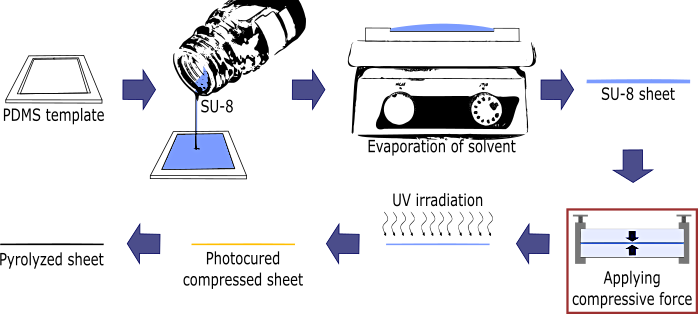 PDMS template
SU-8
Evaporation of solvent
SU-8 sheet
Applying
compressive force
UV irradiation
Photocured
compressed sheet
Pyrolyzed sheet